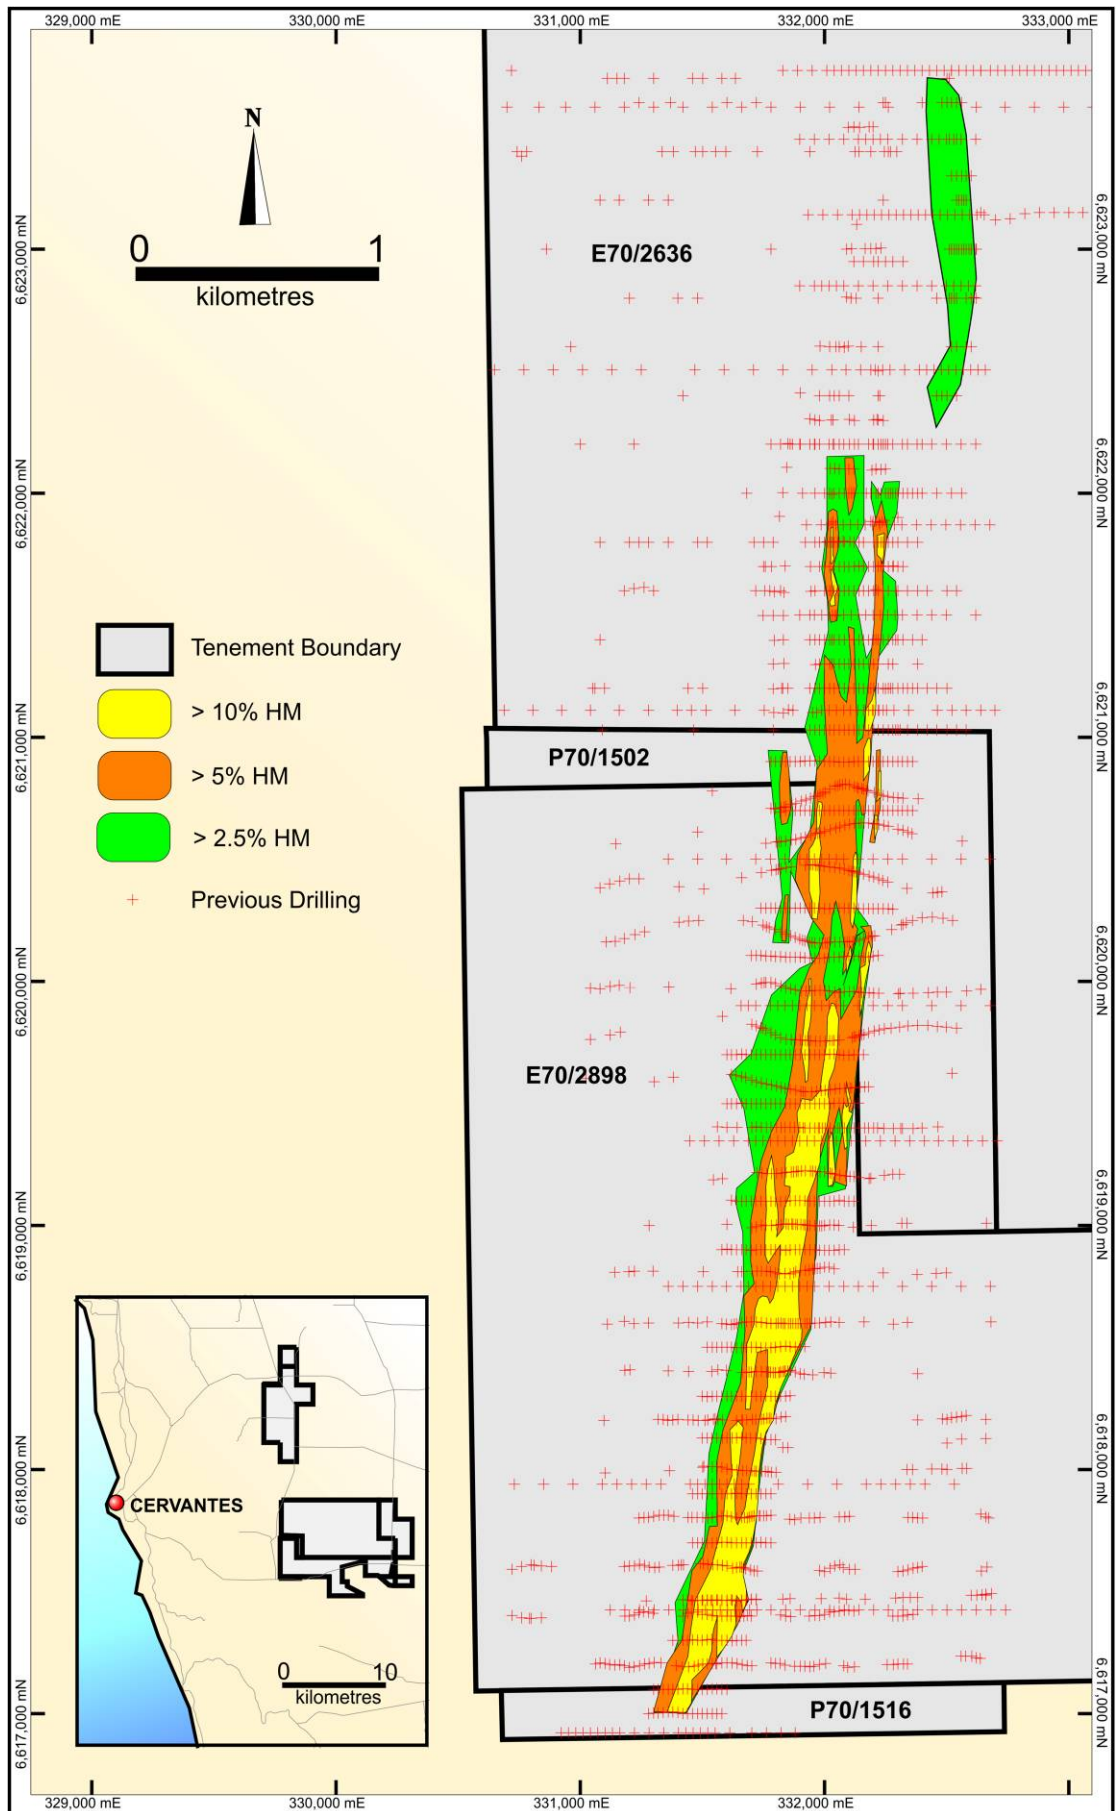 329,000 mE
330,000 mE
331,000 mE
332,000 mE
333,000 mE
N
0 1
kilometres
6,623,000 mN
E70/2636
6,623,000 mN
6,622,000 mN
6,622,000 mN
Tenement Boundary
> 10% HM
> 5% HM
> 2.5% HM
Previous Drilling
6,621,000 mN
P70/1502
6,621,000 mN
6,620,000 mN
6,620,000 mN
E70/2898
6,619,000 mN
6,619,000 mN
6,618,000 mN
6,618,000 mN
CERVANTES
0 10
kilometres
6,617,000 mN
P70/1516
6,617,000 mN
329,000 mE
330,000 mE
331,000 mE
332,000 mE